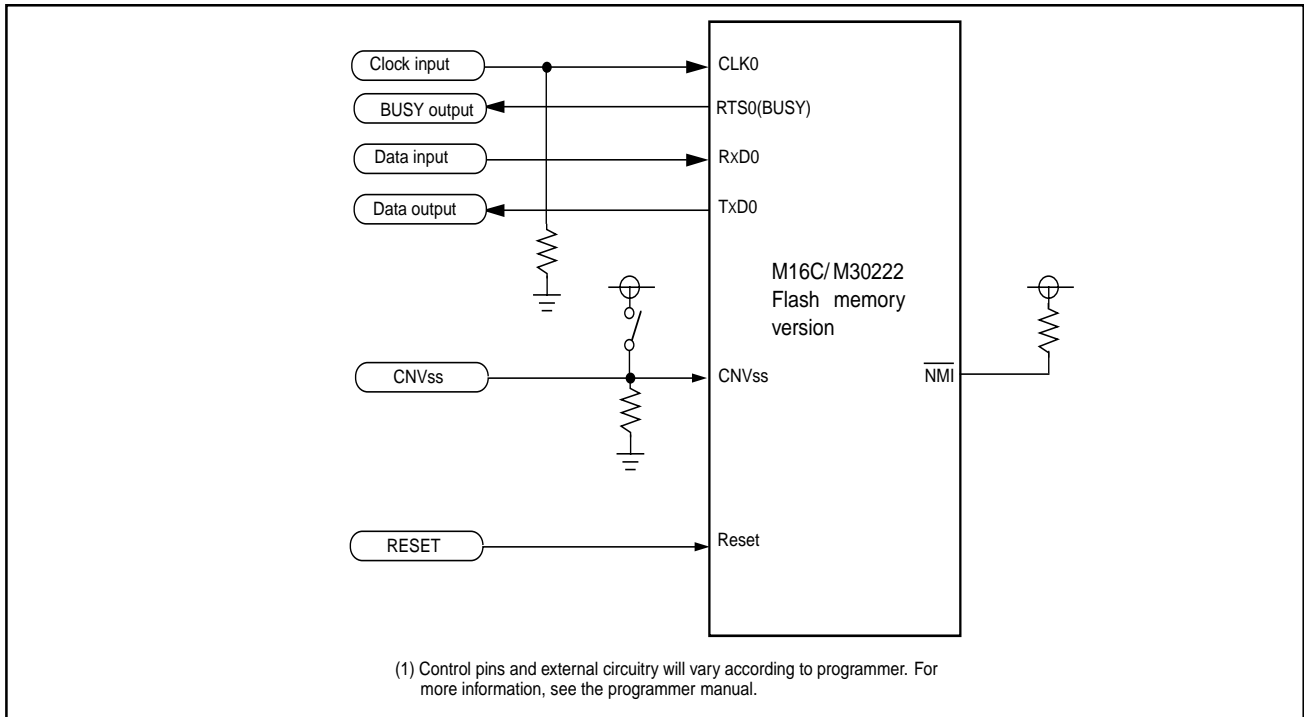 Clock input
CLK0
BUSY output
RTS0(BUSY)
Data input
RxD0
Data output
TxD0
M16C/ M30222
Flash memory
version
CNVss
CNVss
NMI
RESET
Reset
(1) Control pins and external circuitry will vary according to programmer. For
more information, see the programmer manual.